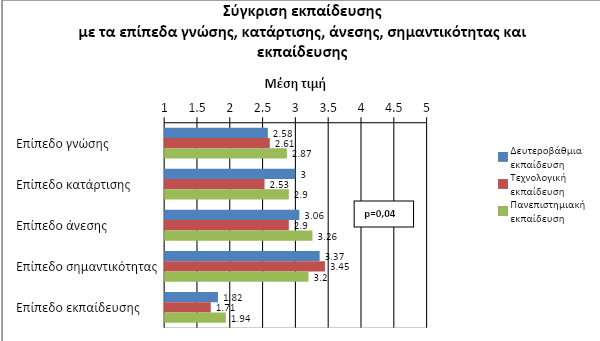 Σύγκριση εκπαίδευσης
με τα επίπεδα γνώσης, κατάρτισης, άνεσης, σημαντικότητας και
εκπαίδευσης
Μέση τιμή
1 1.5 2 2.5 3 3.5 4 4.5 5
Επίπεδο γνώσης
2.58
2.61
2.87
Επίπεδο κατάρτισης
3
2.53
2.9
Επίπεδο άνεσης
3.06
2.9
3.26
Επίπεδο σημαντικότητας
3.37
3.45
3.2
Επίπεδο εκπαίδευσης
1.82
1.71
1.94
p=0,04
Δευτεροβάθμια
εκπαίδευση
Τεχνολογική
εκπαίδευση
Πανεπιστημιακή
εκπαίδευση